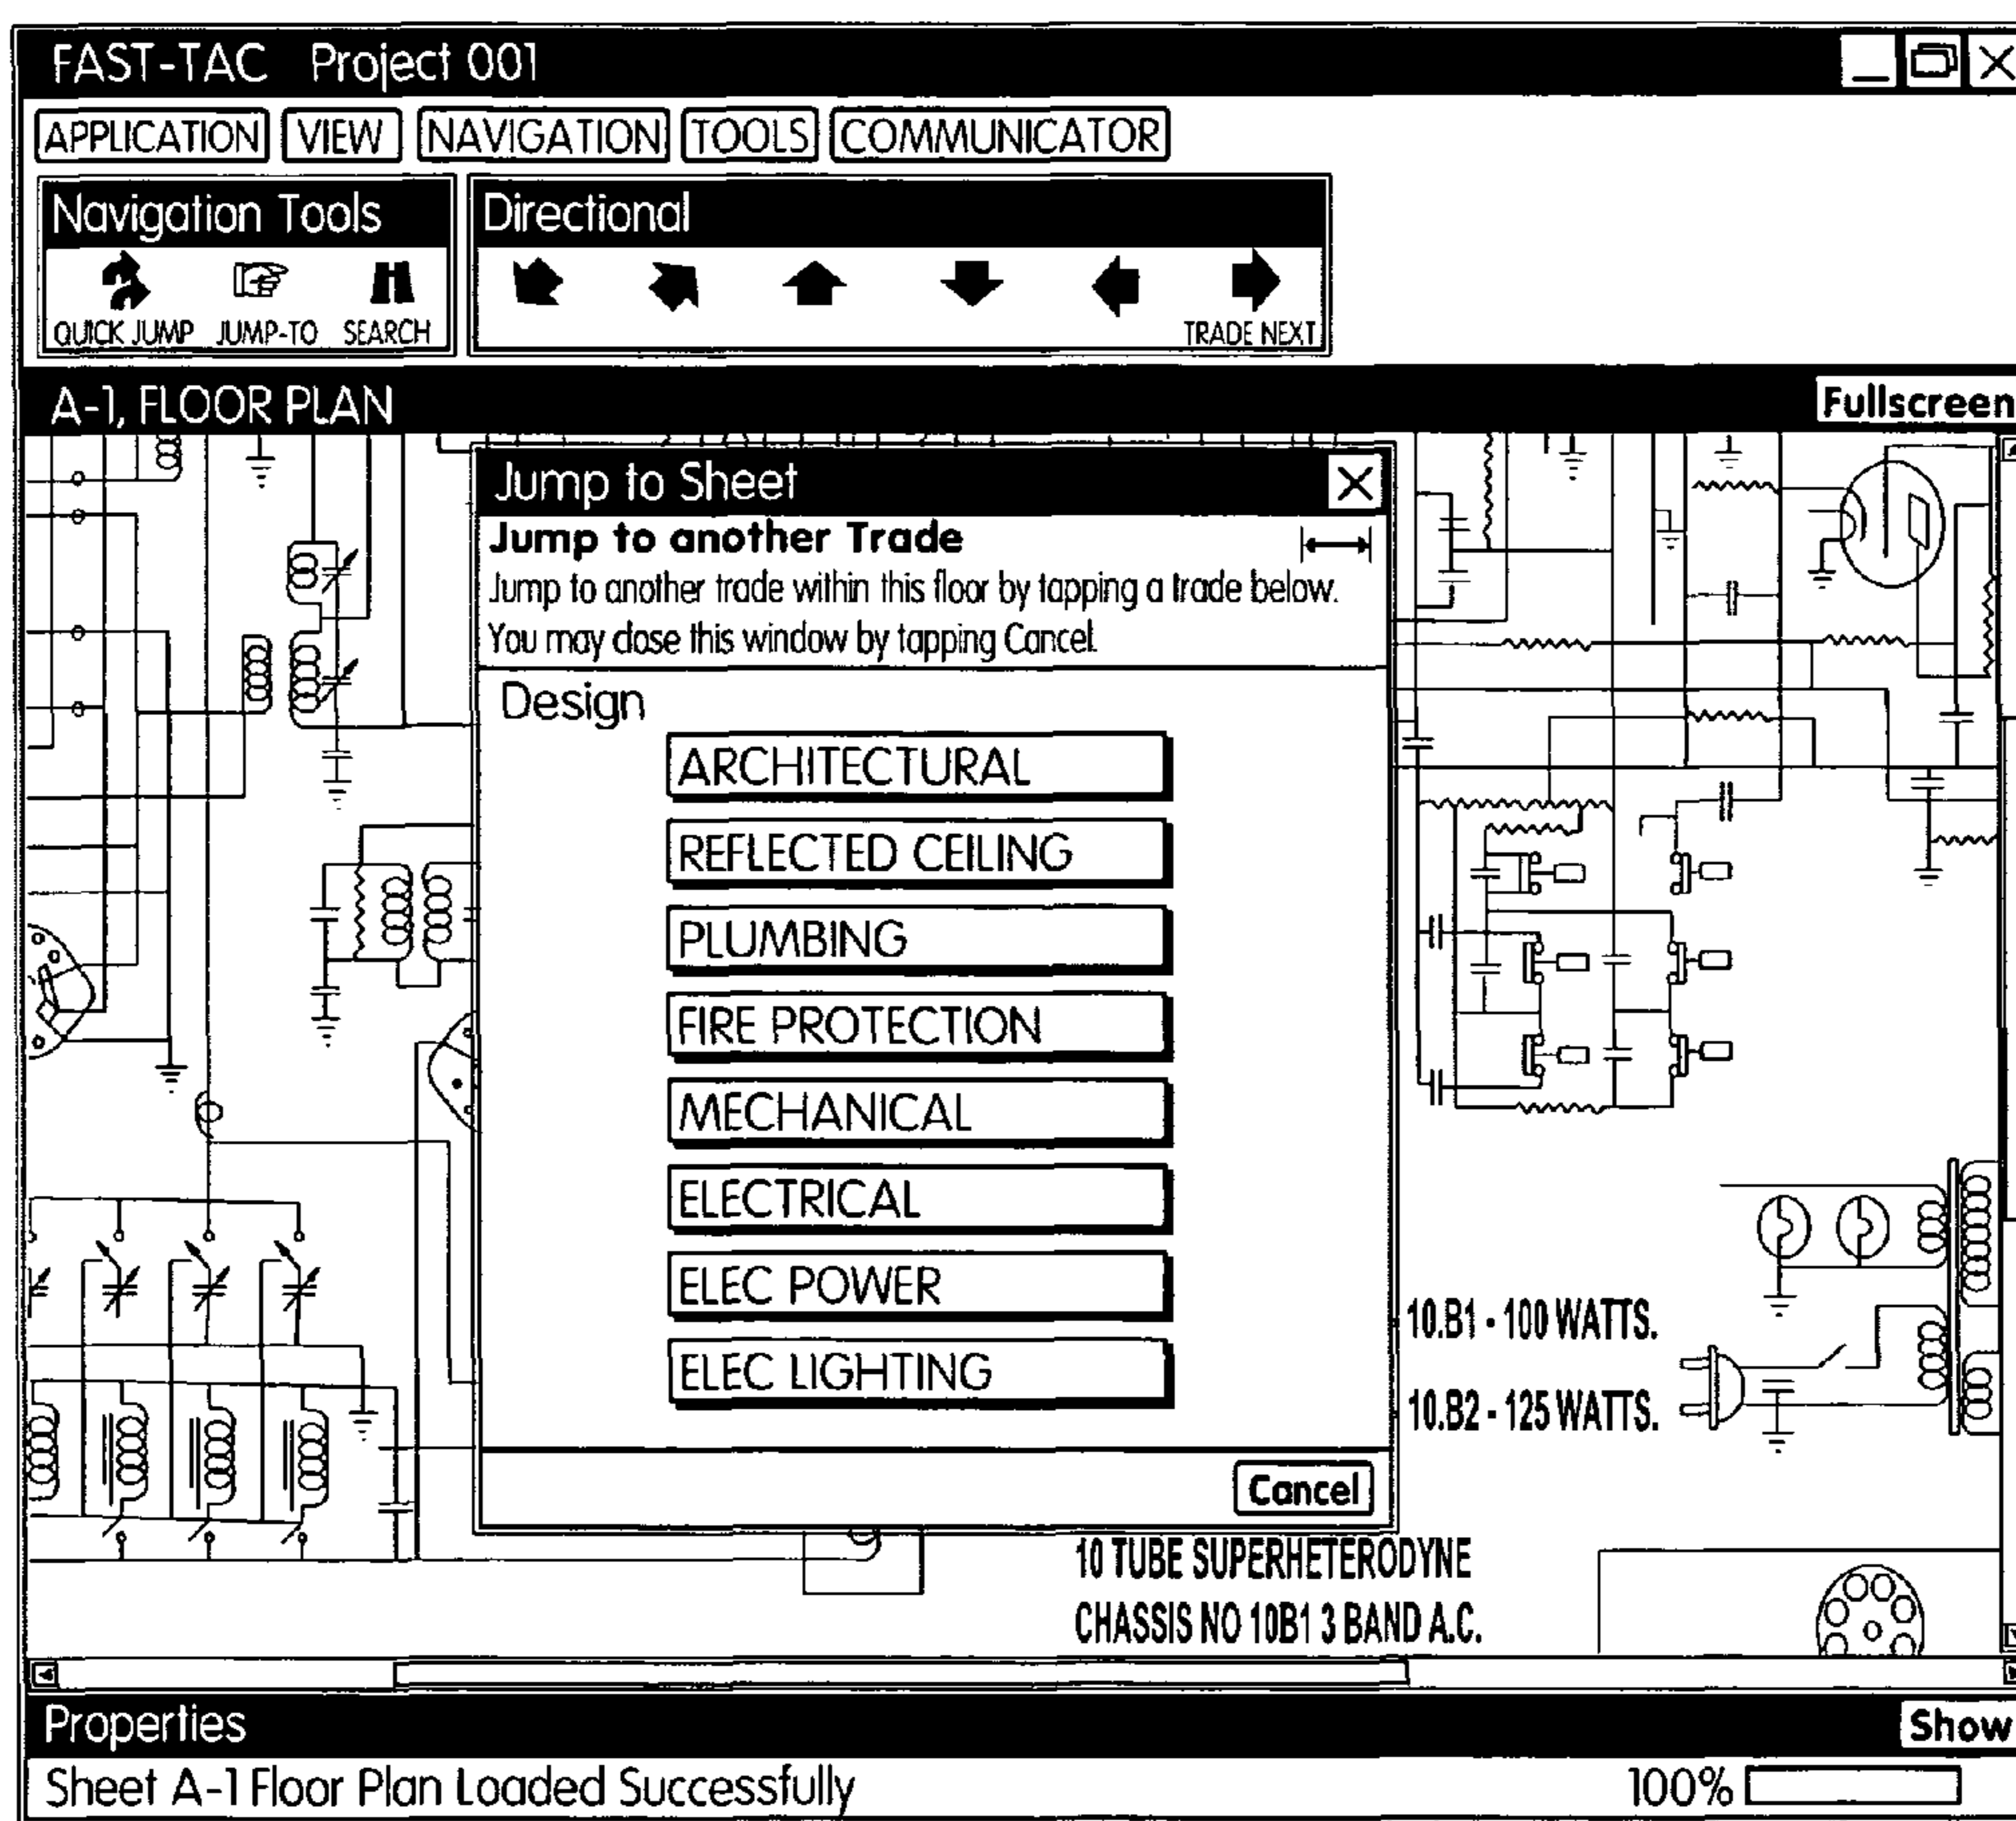 FAST-TAC Project 001
APPLICATION VIEW NAVIGATION TOOLS COMMUNICATOR
Navigation Tools Directional
QUICK JUMP JUMP-TO SEARCH TRADE NEXT
A-1, FLOOR PLAN Fullscreen
Jump to Sheet
Jump to another Trade
Jump to another trade within this floor by tapping a trade below.
You may close this window by tapping Cancel.
Design
ARCHITECTURAL
REFLECTED CEILING
PLUMBING
FIRE PROTECTION
MECHANICAL
ELECTRICAL
ELEC POWER
ELEC LIGHTING
Cancel
10.B1 - 100 WATTS.
10.B2 - 125 WATTS.
10 TUBE SUPERHETERODYNE
CHASSIS NO 10B1 3 BAND A.C.
Properties Show
Sheet A-1 Floor Plan Loaded Successfully 100%